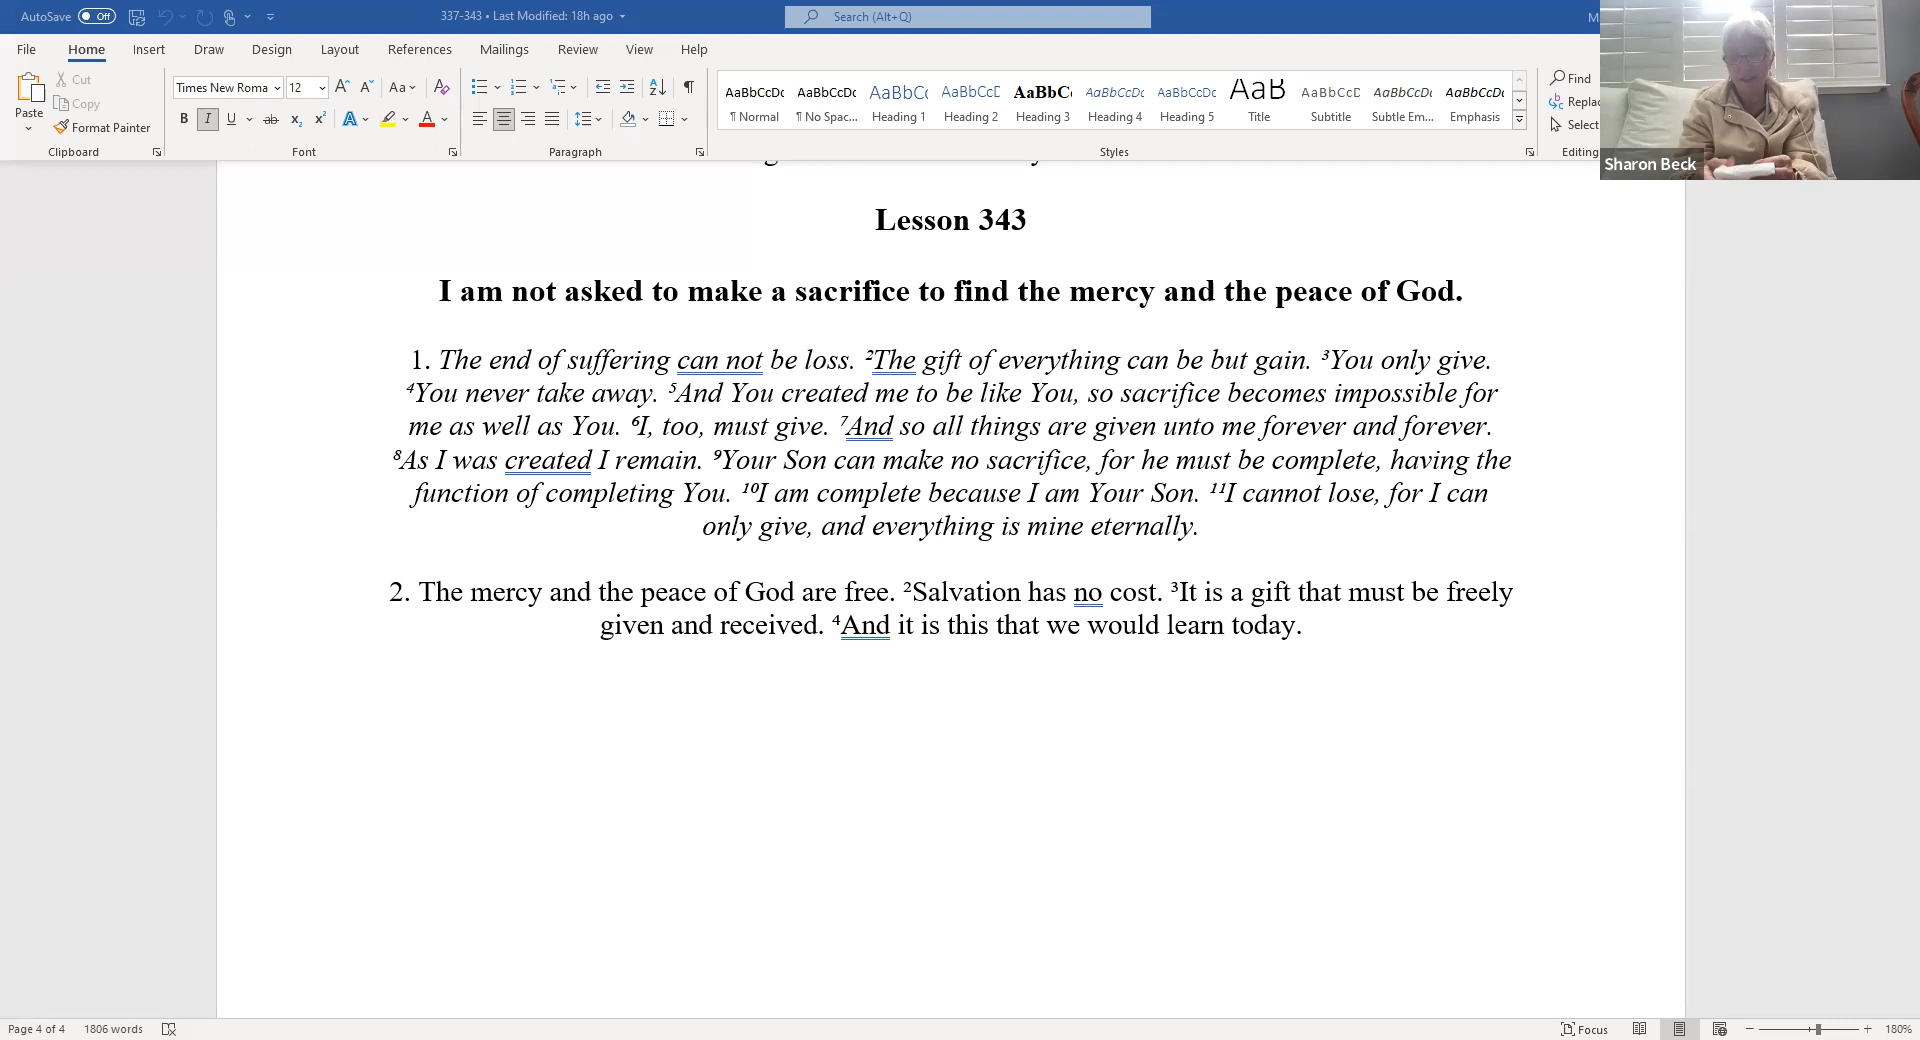 AutoSave Off 337-343 • Last Modified: 18h ago Search (Alt+Q) M
File Home Insert Draw Design Layout References Mailings Review View Help
Paste Cut Copy Format Painter
Times New Roma 12 Aa
B I U ab x₂ x² A A
AaBbCcDc AaBbCcDc AaBbC AaBbCcD AaBbC AaBbCcDc AaBbCcDc AaB AaBbCcD AaBbCcDc AaBbCcDc
¶ Normal ¶ No Spac... Heading 1 Heading 2 Heading 3 Heading 4 Heading 5 Title Subtitle Subtle Em... Emphasis
Find
Replac
Select
Clipboard Font Paragraph Styles Editing
Sharon Beck
Lesson 343
I am not asked to make a sacrifice to find the mercy and the peace of God.
1. The end of suffering can not be loss. ²The gift of everything can be but gain. ³You only give.
⁴You never take away. ⁵And You created me to be like You, so sacrifice becomes impossible for
me as well as You. ⁶I, too, must give. ⁷And so all things are given unto me forever and forever.
⁸As I was created I remain. ⁹Your Son can make no sacrifice, for he must be complete, having the
function of completing You. ¹⁰I am complete because I am Your Son. ¹¹I cannot lose, for I can
only give, and everything is mine eternally.
2. The mercy and the peace of God are free. ²Salvation has no cost. ³It is a gift that must be freely
given and received. ⁴And it is this that we would learn today.
Page 4 of 4 1806 words Focus 180%